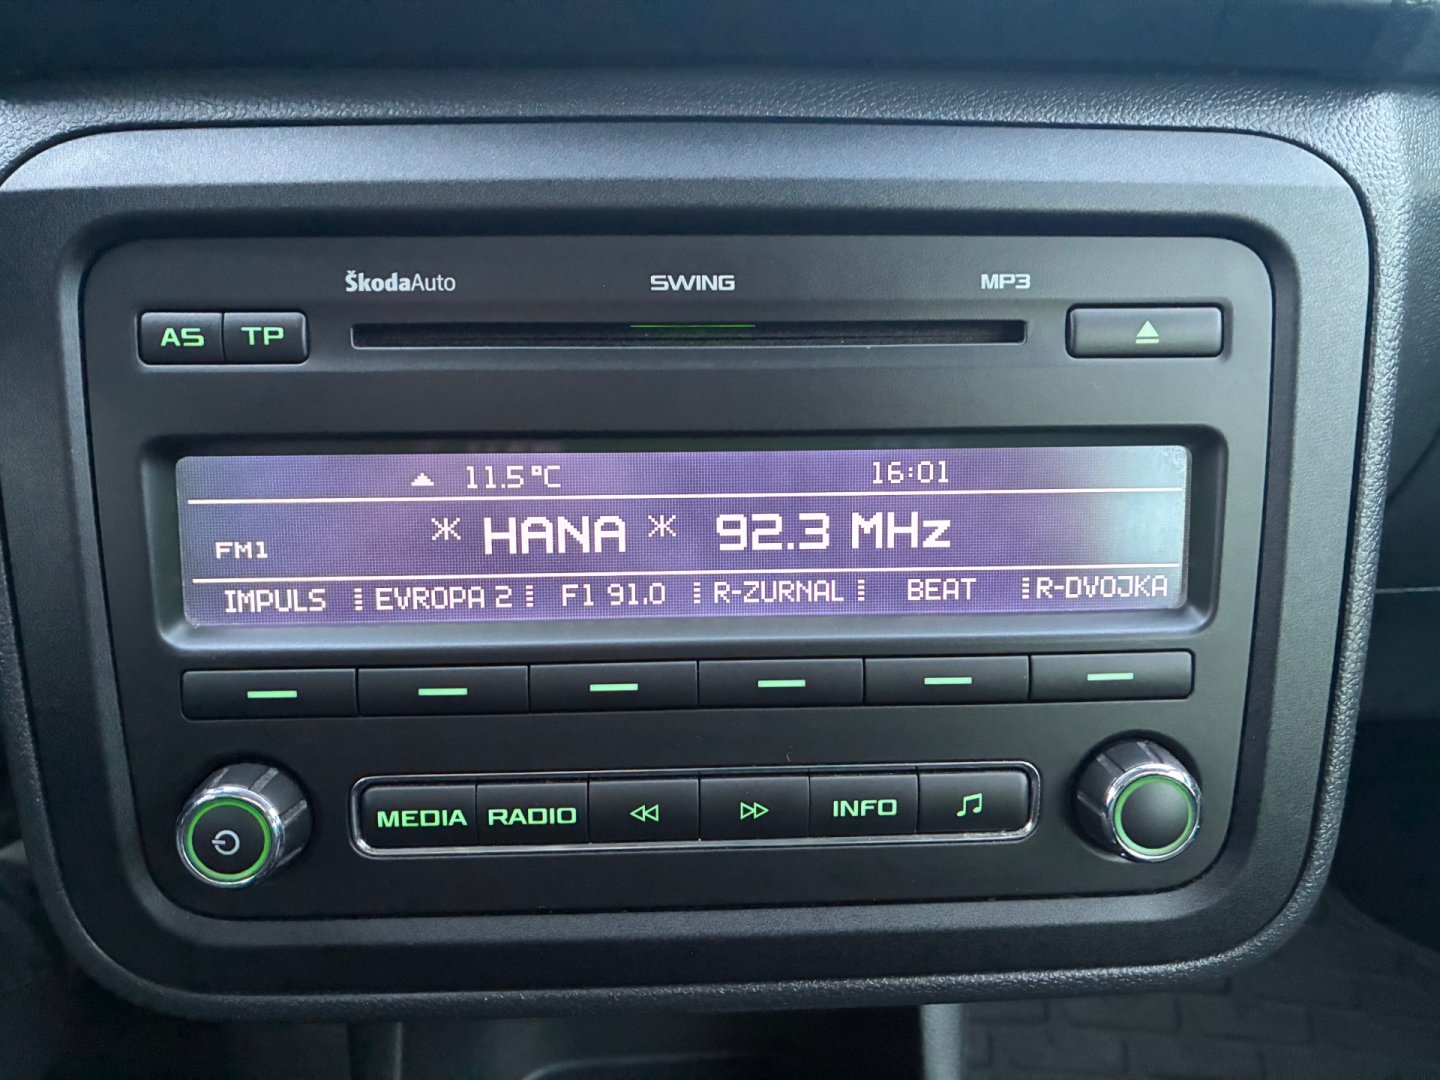 ŠkodaAuto SWING MP3
AS TP
11.5°C 16:01
FM1 * HANA * 92.3 MHz
IMPULS EVROPA 2 F1 91.0 R-ZURNAL BEAT R-DVOJKA
MEDIA RADIO INFO